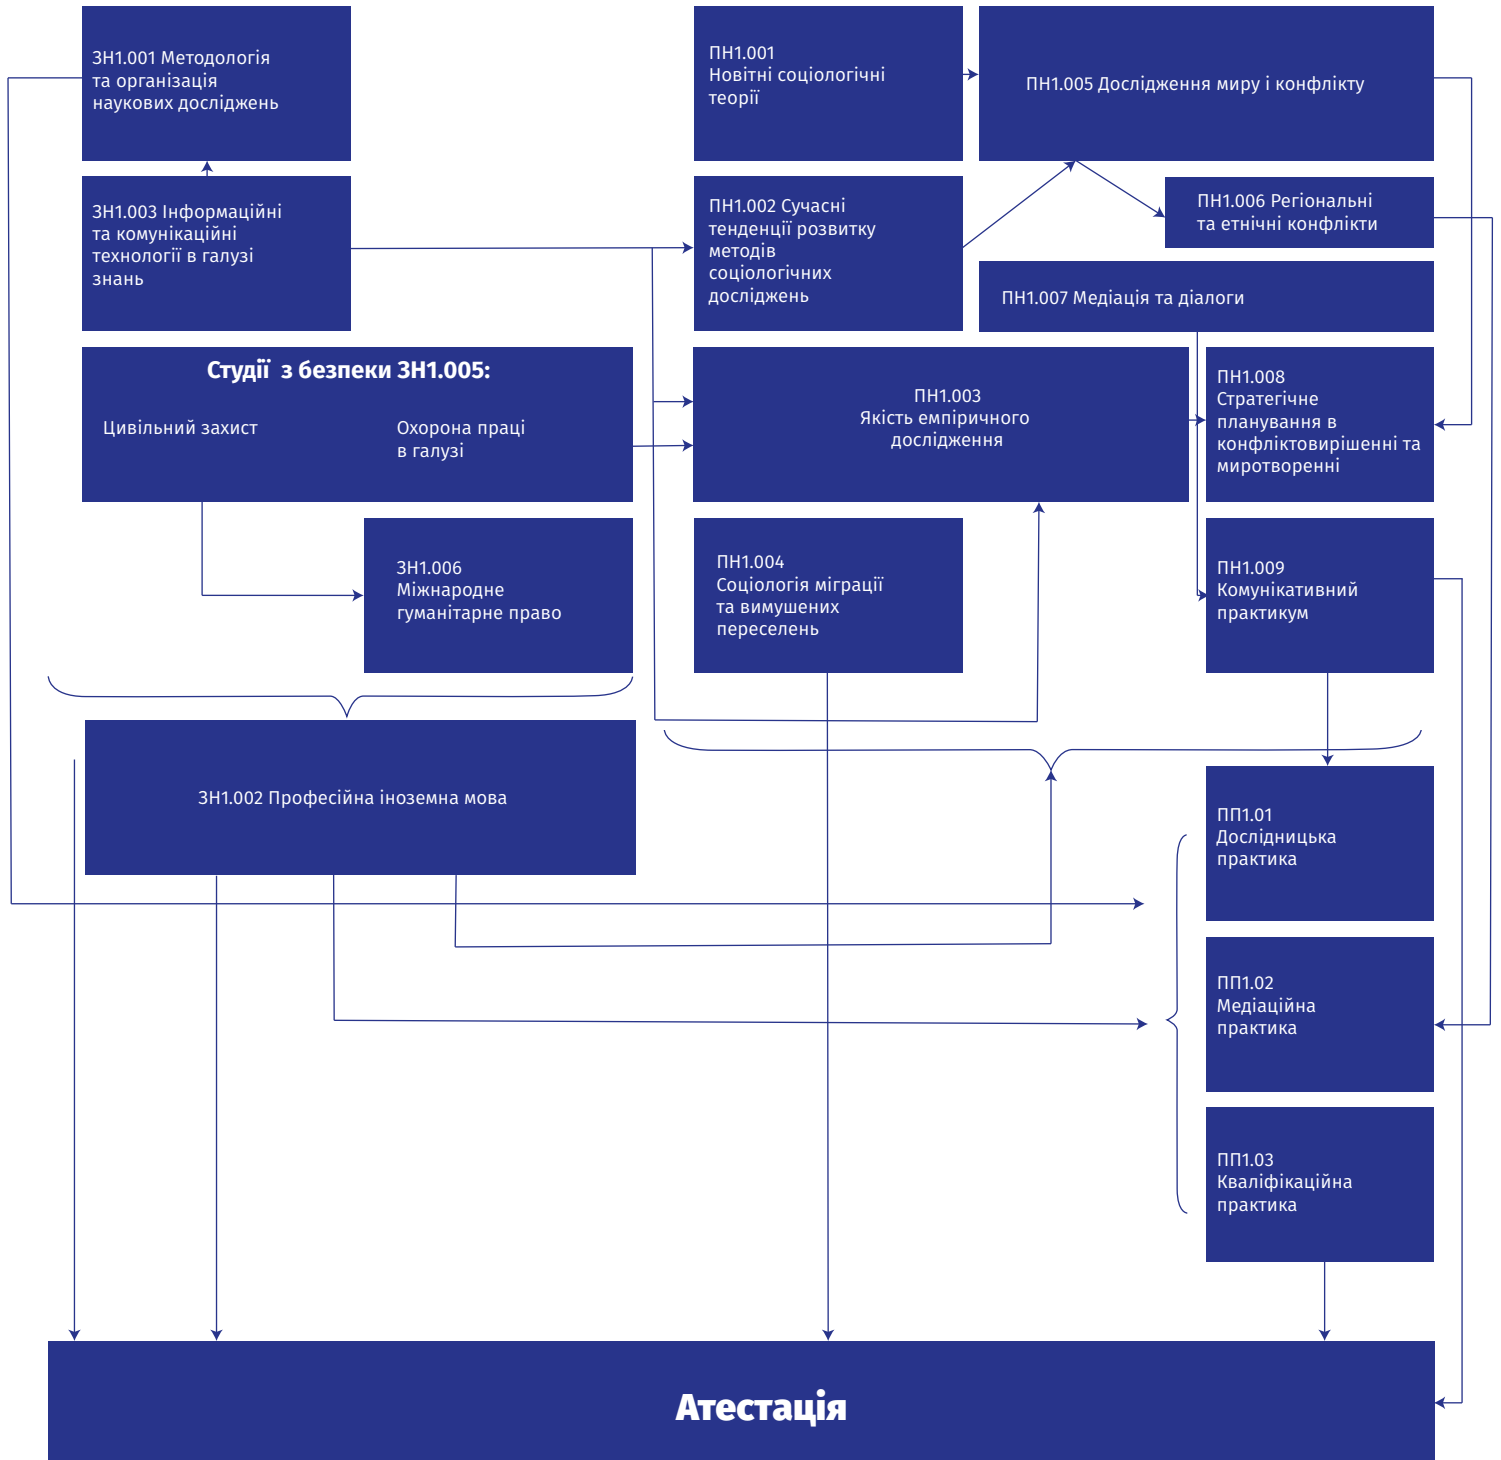 ЗН1.001 Методологія
та організація
наукових досліджень
ЗН1.003 Інформаційні
та комунікаційні
технології в галузі
знань
Студії з безпеки ЗН1.005:
Цивільний захист
Охорона праці
в галузі
ЗН1.006
Міжнародне
гуманітарне право
ЗН1.002 Професійна іноземна мова
ПН1.001
Новітні соціологічні
теорії
ПН1.002 Сучасні
тенденції розвитку
методів
соціологічних
досліджень
ПН1.003
Якість емпіричного
дослідження
ПН1.004
Соціологія міграції
та вимушених
переселень
ПН1.005 Дослідження миру і конфлікту
ПН1.006 Регіональні
та етнічні конфлікти
ПН1.007 Медіація та діалоги
ПН1.008
Стратегічне
планування в
конфліктовирішенні та
миротворенні
ПН1.009
Комунікативний
практикум
ПП1.01
Дослідницька
практика
ПП1.02
Медіаційна
практика
ПП1.03
Кваліфікаційна
практика
Атестація